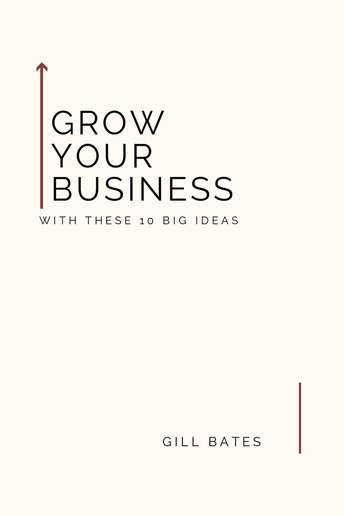 GROW
YOUR
BUSINESS
WITH THESE 10 BIG IDEAS
GILL BATES